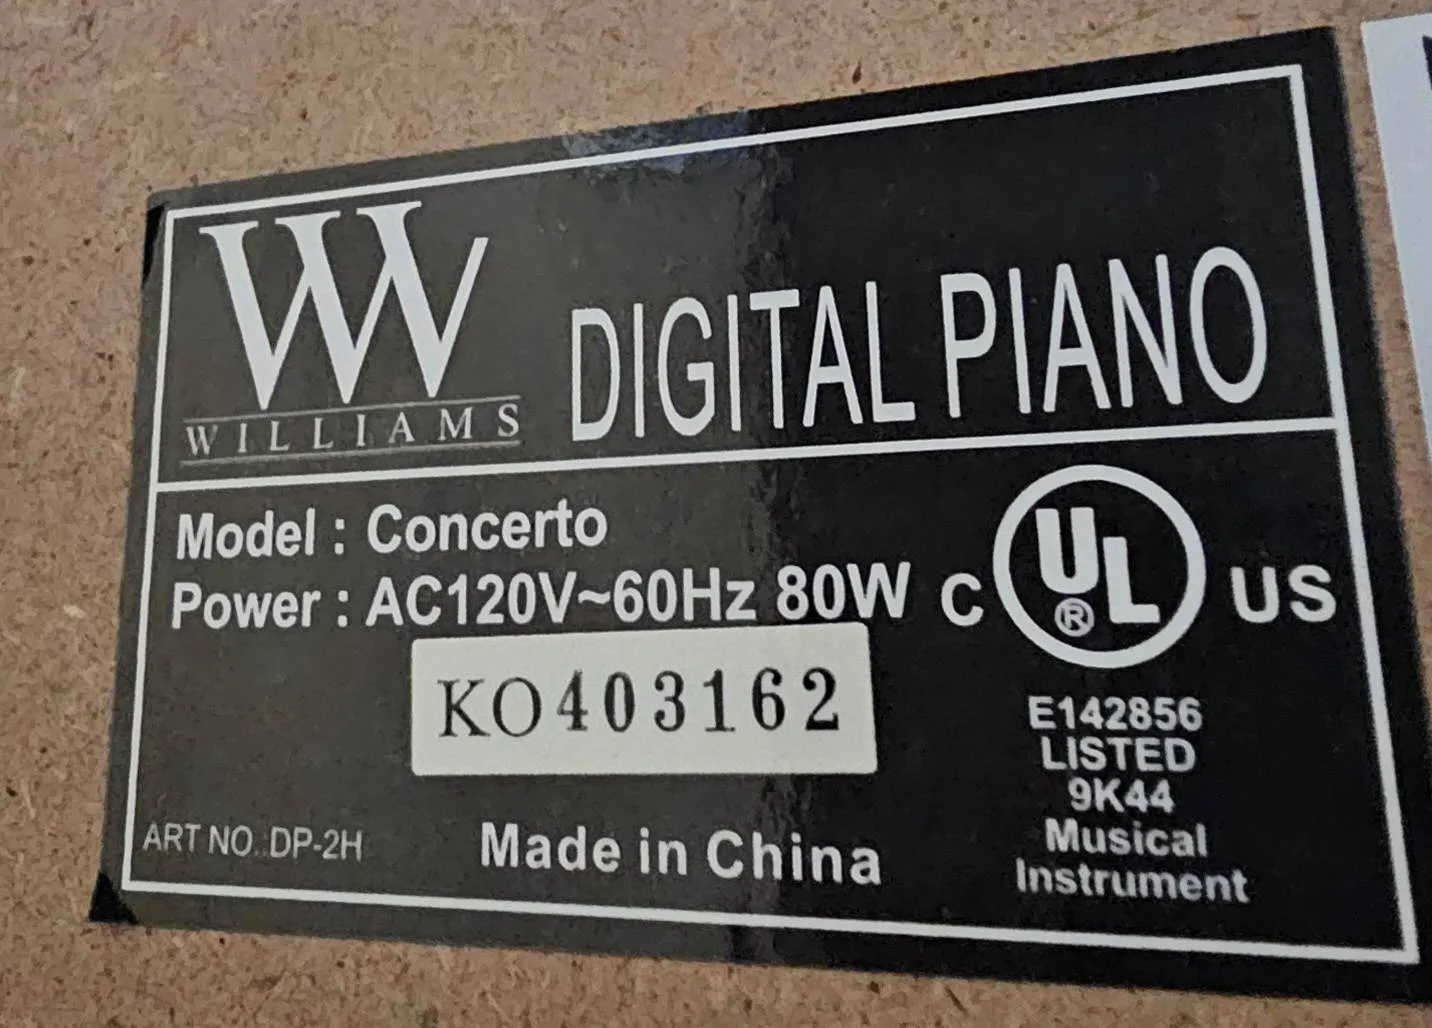 W
WILLIAMS
DIGITAL PIANO
Model : Concerto
Power : AC120V~60Hz 80W
KO403162
ART NO. :DP-2H
Made in China
C UL® US
E142856
LISTED
9K44
Musical
Instrument